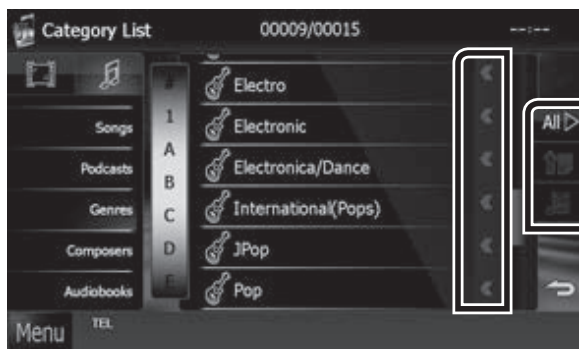 Category List 00009/00015 --:--
#
Electro
Songs
1
Electronic
All
Podcasts
A
B
Electronica/Dance
Genres
C
International(Pops)
Composers
D
JPop
Audiobooks
E
Pop
Menu
TEL